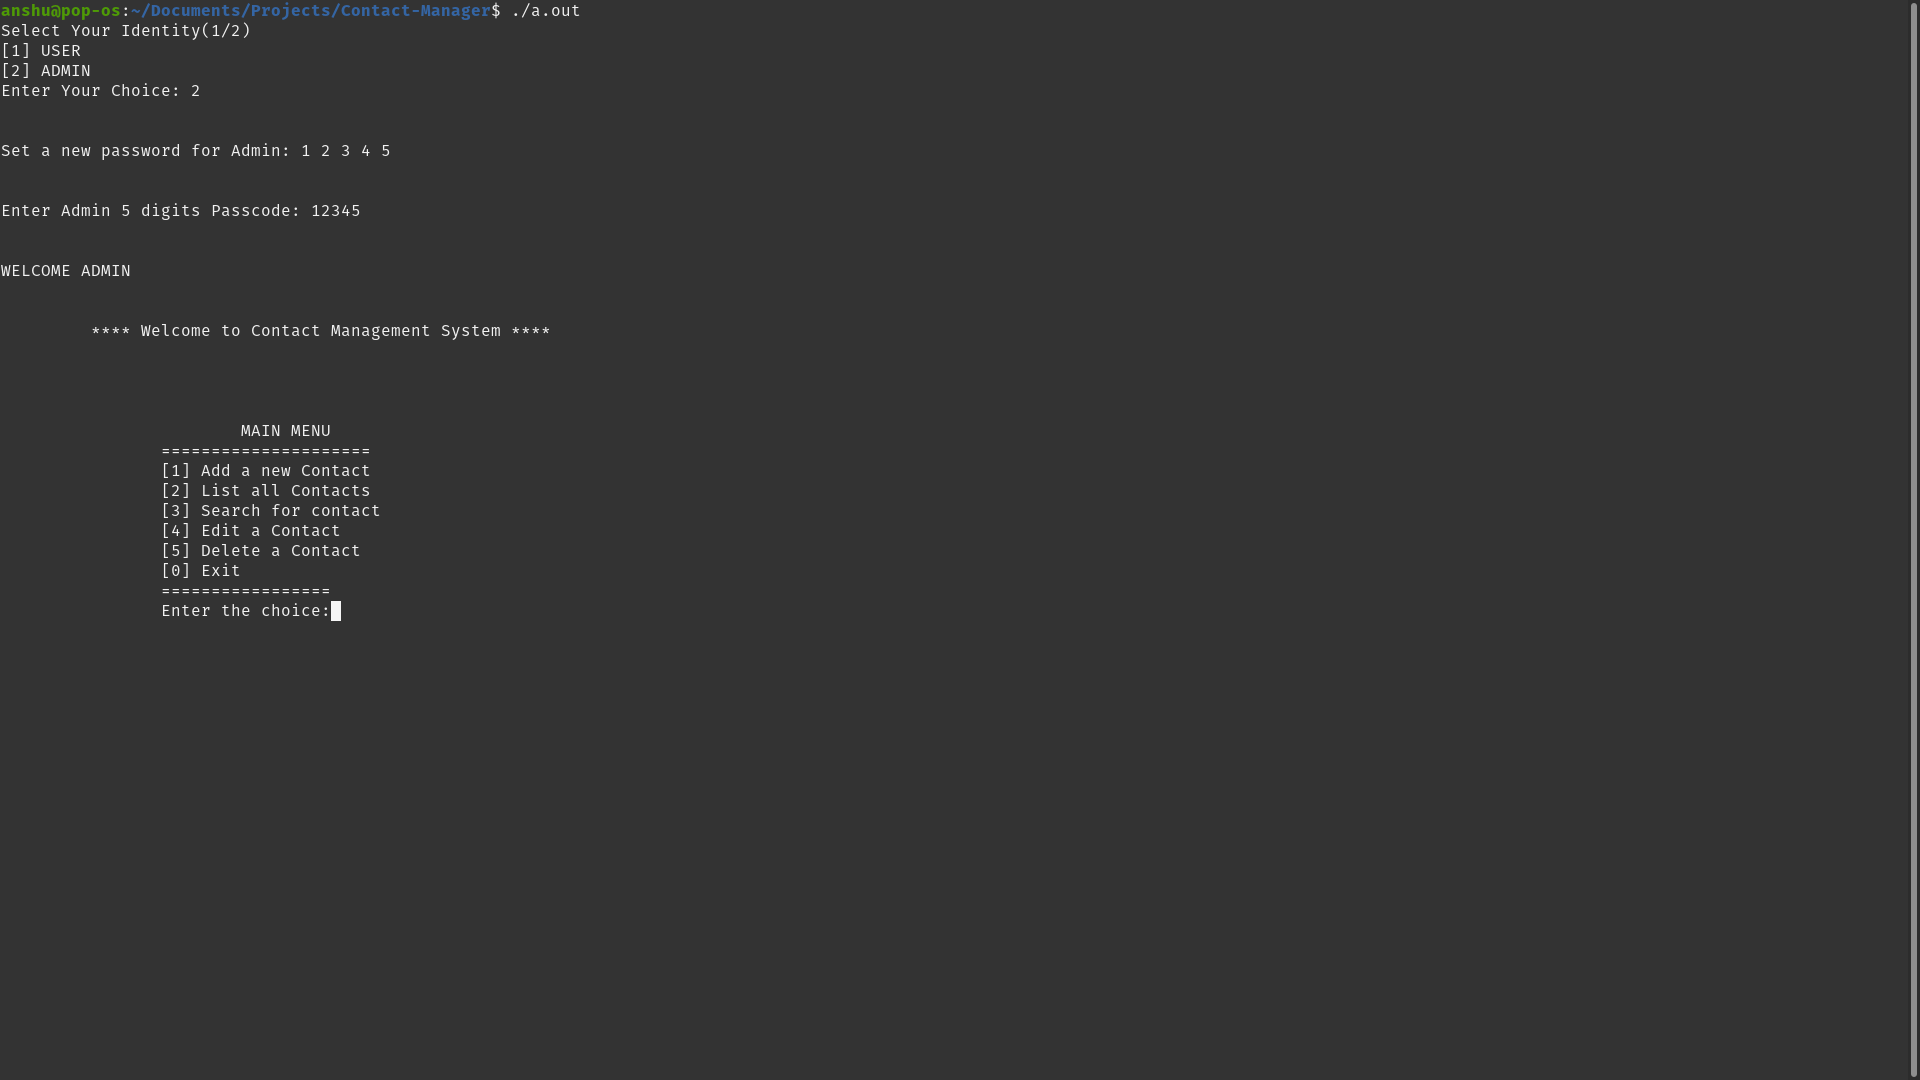 anshu@pop-os:~/Documents/Projects/Contact-Manager$ ./a.out
Select Your Identity(1/2)
[1] USER
[2] ADMIN
Enter Your Choice: 2
Set a new password for Admin: 1 2 3 4 5
Enter Admin 5 digits Passcode: 12345
WELCOME ADMIN
**** Welcome to Contact Management System ****
MAIN MENU
=====================
[1] Add a new Contact
[2] List all Contacts
[3] Search for contact
[4] Edit a Contact
[5] Delete a Contact
[0] Exit
=================
Enter the choice: